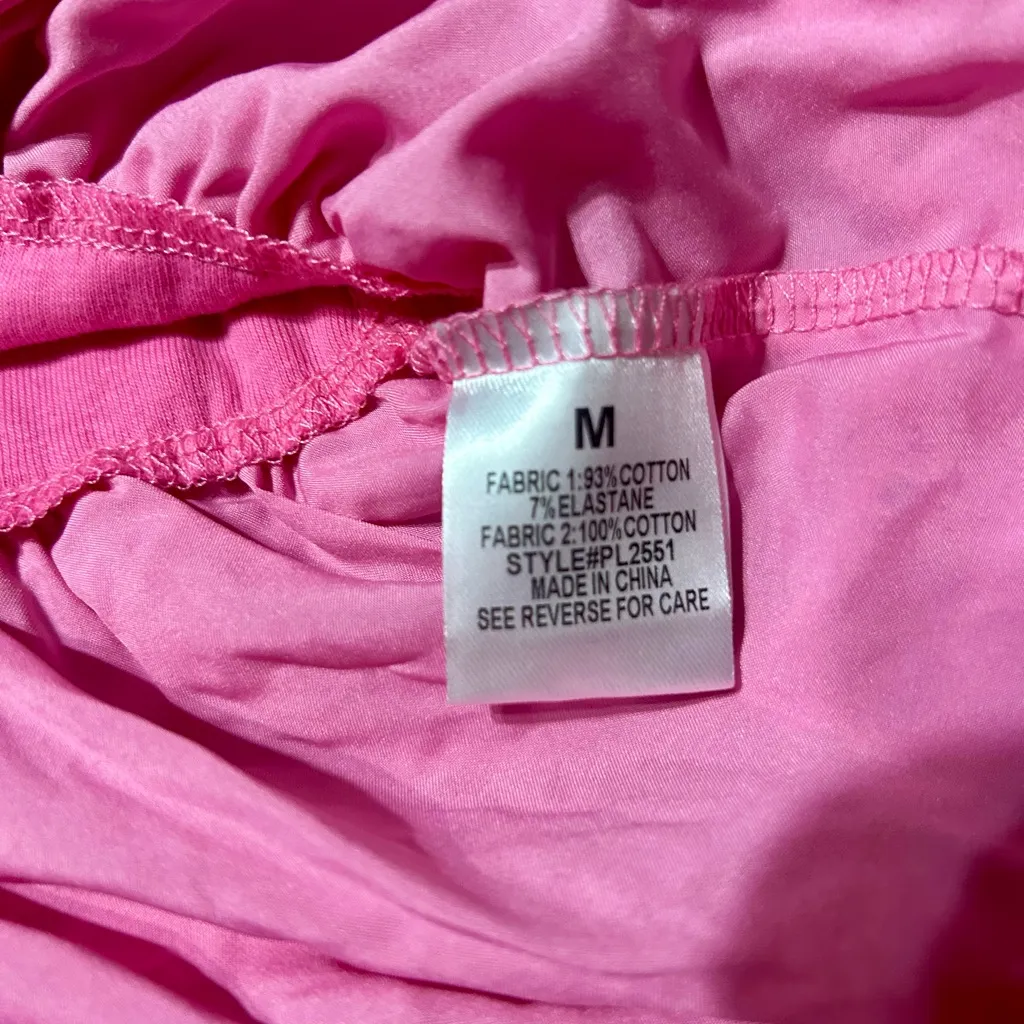 M
FABRIC 1:93%COTTON
7%ELASTANE
FABRIC 2:100%COTTON
STYLE#PL2551
MADE IN CHINA
SEE REVERSE FOR CARE